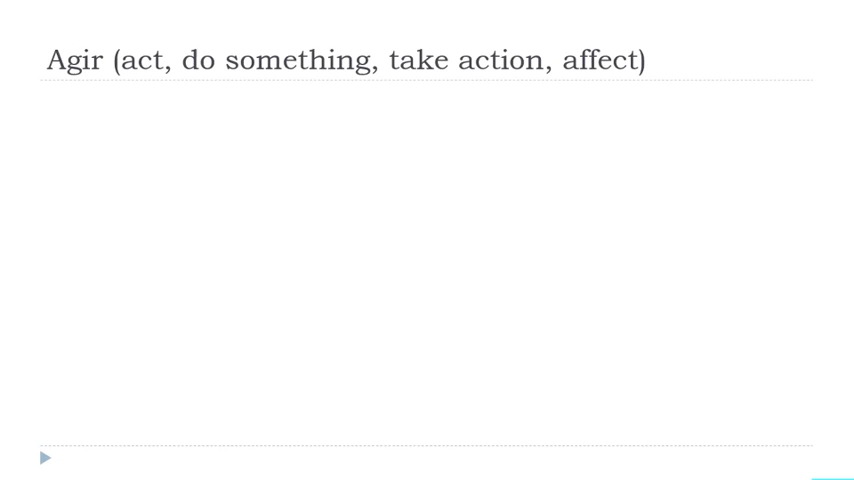 Agir (act, do something, take action, affect)